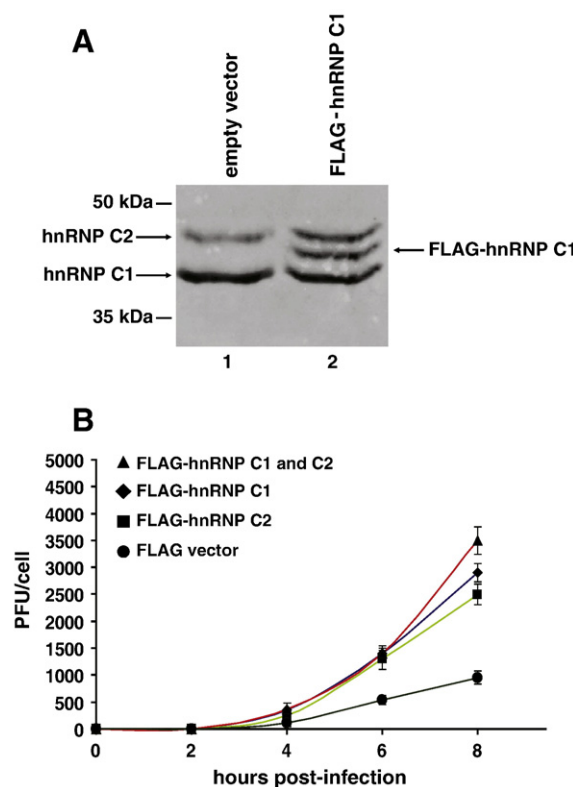 A
empty vector
FLAG-hnRNP C1
50 kDa
hnRNP C2
FLAG-hnRNP C1
hnRNP C1
35 kDa
1 2
B
5000
4500
4000
3500
3000
2500
2000
1500
1000
500
0
PFU/cell
FLAG-hnRNP C1 and C2
FLAG-hnRNP C1
FLAG-hnRNP C2
FLAG vector
0 2 4 6 8
hours post-infection